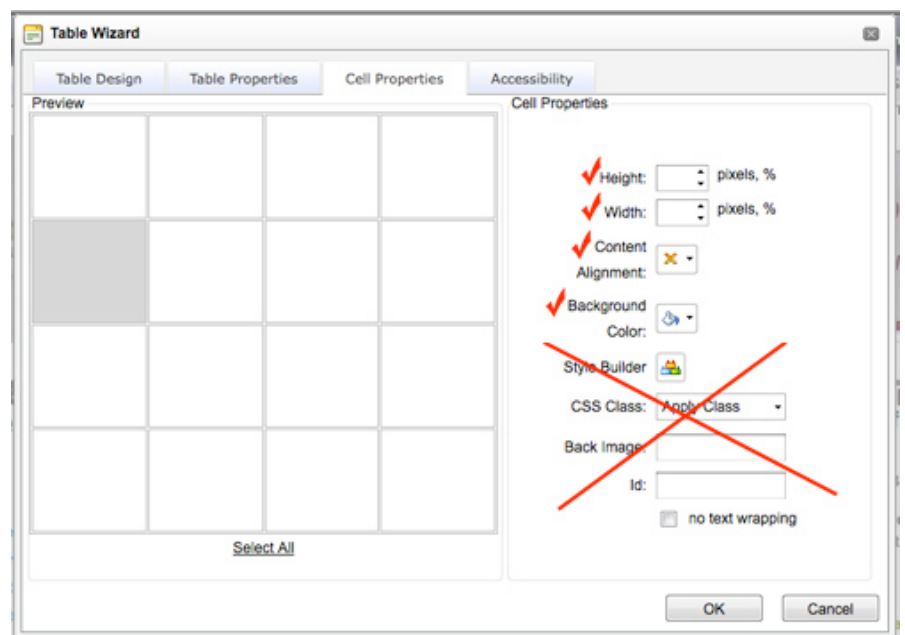 Table Wizard
Table Design
Table Properties
Cell Properties
Accessibility
Preview
Cell Properties
Height: pixels, %
Width: pixels, %
Content
Alignment:
Background
Color:
Style Builder
CSS Class: Apply Class
Back Image:
Id:
no text wrapping
Select All
OK
Cancel